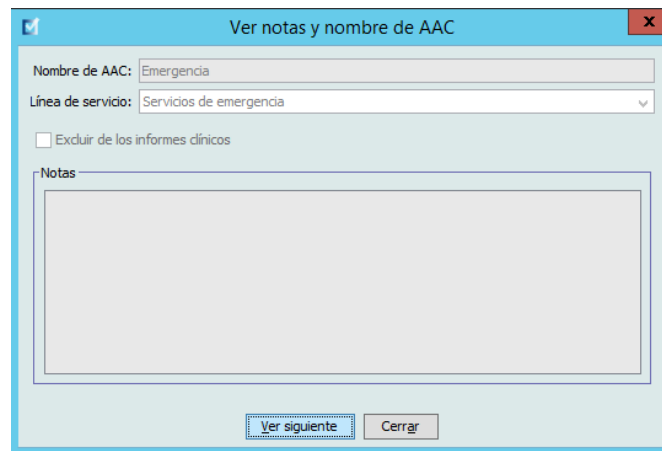 Ver notas y nombre de AAC
x
Nombre de AAC: Emergencia
Línea de servicio: Servicios de emergencia
Excluir de los informes clínicos
Notas
Ver siguiente Cerrar